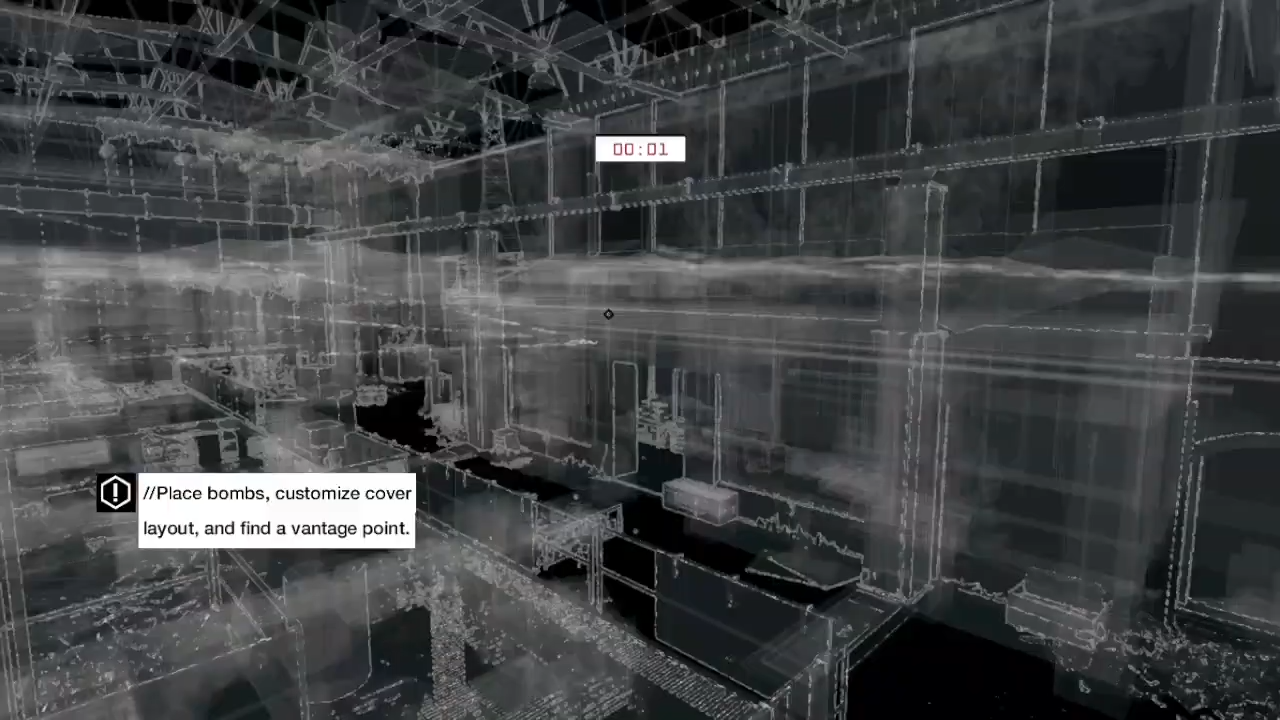 00:01
//Place bombs, customize cover
layout, and find a vantage point.